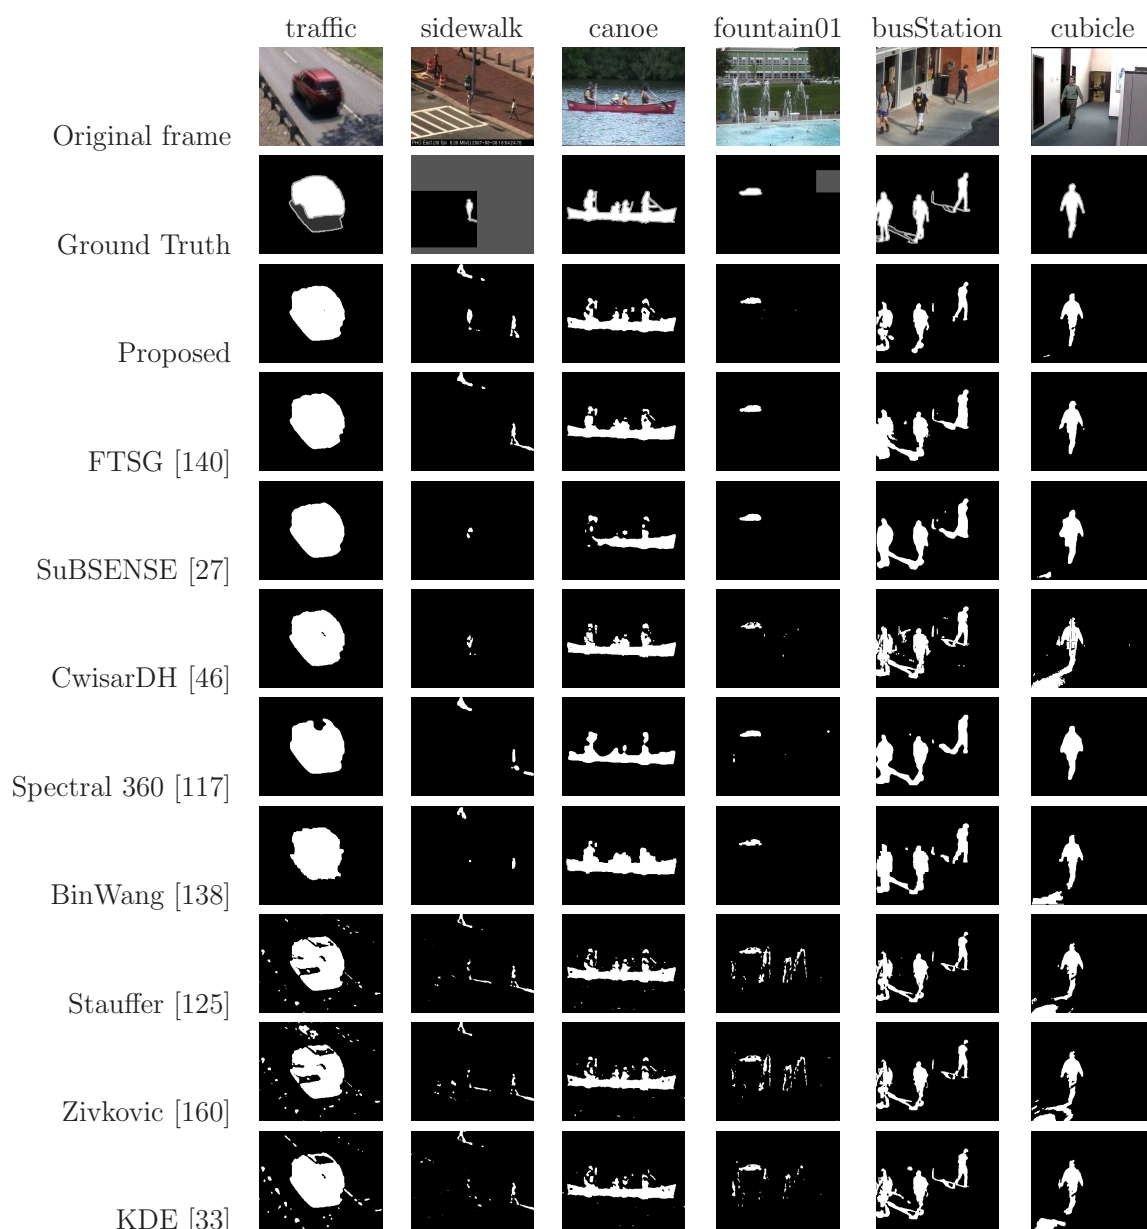 traffic sidewalk canoe fountain01 busStation cubicle
Original frame
Ground Truth
Proposed
FTSG [140]
SuBSENSE [27]
CwisarDH [46]
Spectral 360 [117]
BinWang [138]
Stauffer [125]
Zivkovic [160]
KDE [33]